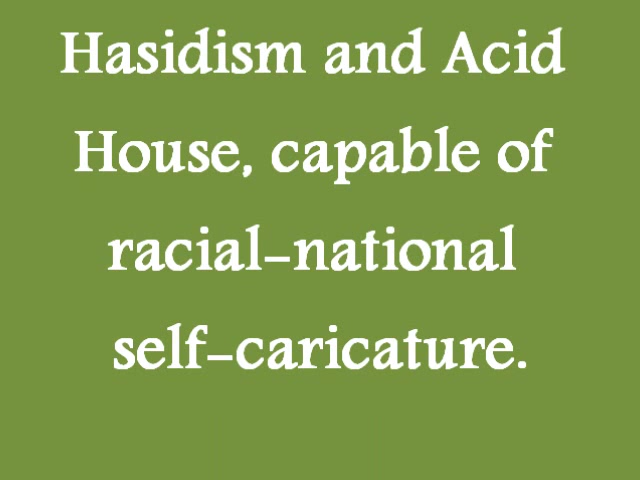 Hasidism and Acid
House, capable of
racial-national
self-caricature.